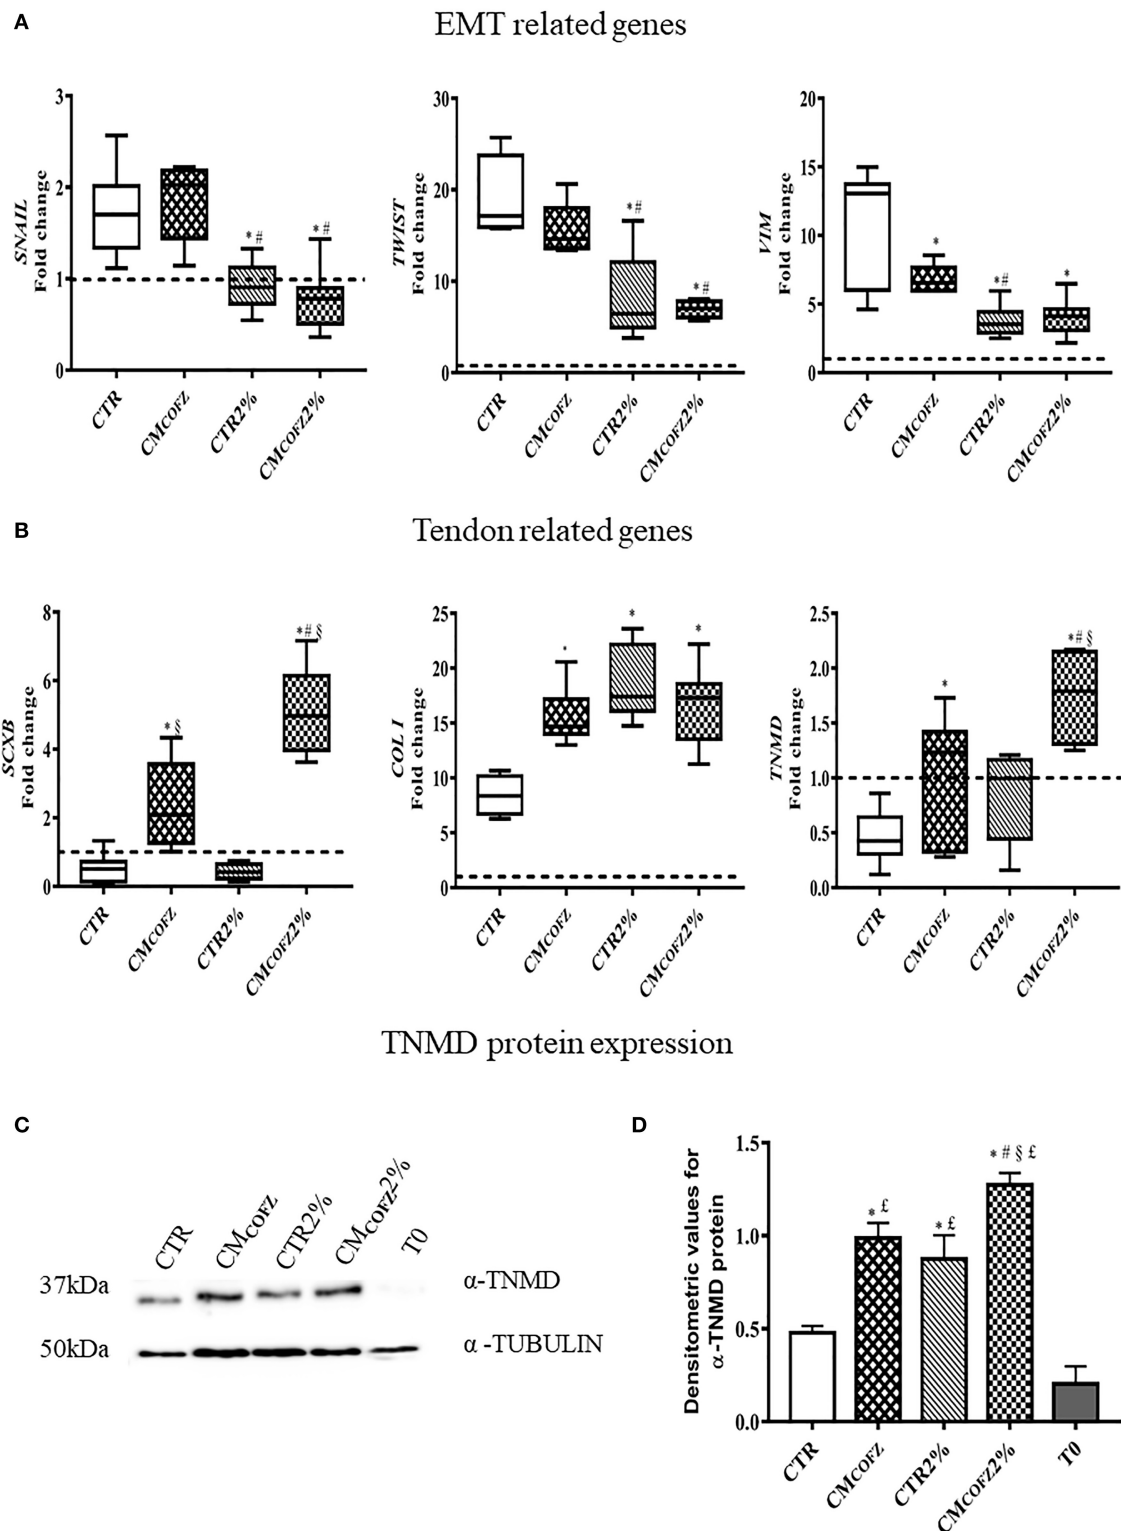 A
EMT related genes
SNAIL
Fold change
3
2
1
0
*#
*#
CTR
CMCOFZ
CTR2%
CMCOFZ2%
TWIST
Fold change
30
20
10
0
*#
*#
CTR
CMCOFZ
CTR2%
CMCOFZ2%
VIM
Fold change
20
15
10
5
0
*
*#
*
CTR
CMCOFZ
CTR2%
CMCOFZ2%
B
Tendon related genes
SCXB
Fold change
8
6
4
2
0
*§
*#§
CTR
CMCOFZ
CTR2%
CMCOFZ2%
COL1
Fold change
25
20
15
10
5
0
*
*
*
CTR
CMCOFZ
CTR2%
CMCOFZ2%
TNMD
Fold change
2.5
2.0
1.5
1.0
0.5
0.0
*
*#§
CTR
CMCOFZ
CTR2%
CMCOFZ2%
TNMD protein expression
C
CTR
CMCOFZ
CTR2%
CMCOFZ2%
T0
37kDa
α-TNMD
50kDa
α -TUBULIN
D
Densitometric values for
α-TNMD protein
1.5
1.0
0.5
0.0
*£
*£
*#§£
CTR
CMCOFZ
CTR2%
CMCOFZ2%
T0